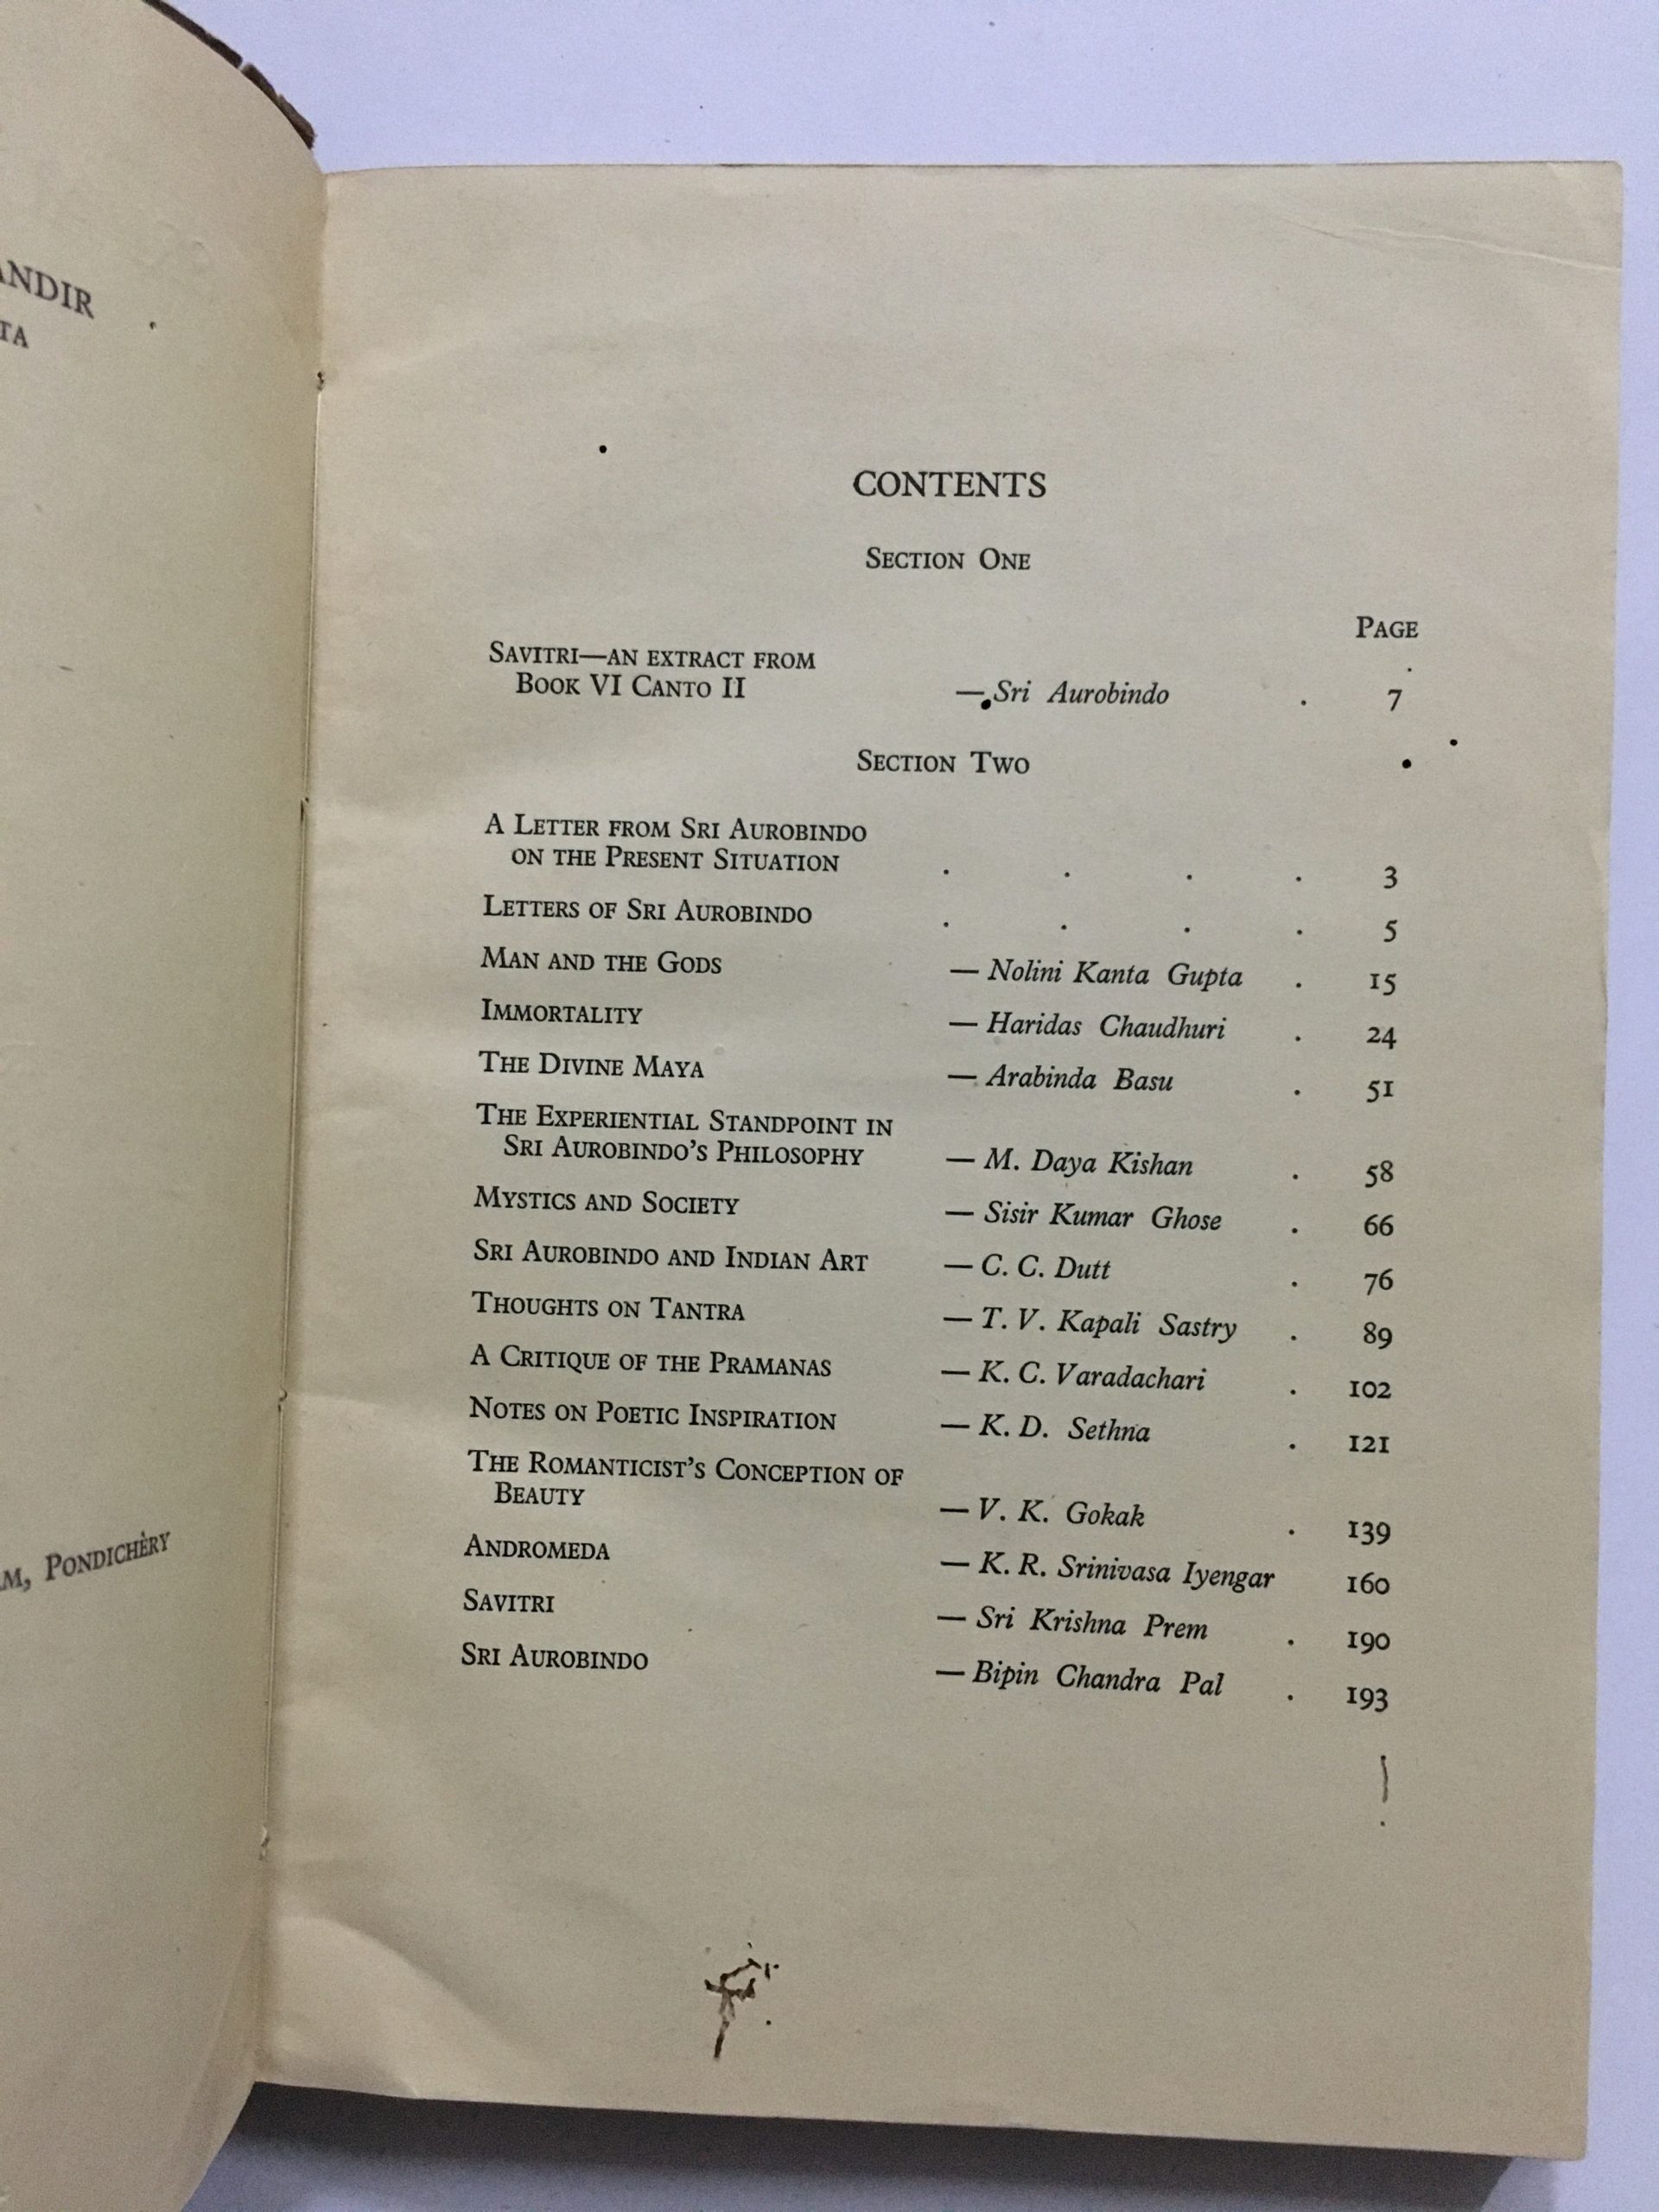 ANDIR
TA
AM, PONDICHÈRY
CONTENTS
SECTION ONE
PAGE
SAVITRI—AN EXTRACT FROM
BOOK VI CANTO II — Sri Aurobindo . 7
SECTION TWO
A LETTER FROM SRI AUROBINDO
ON THE PRESENT SITUATION . . . . 3
LETTERS OF SRI AUROBINDO . . . . 5
MAN AND THE GODS — Nolini Kanta Gupta . 15
IMMORTALITY — Haridas Chaudhuri . 24
THE DIVINE MAYA — Arabinda Basu . 51
THE EXPERIENTIAL STANDPOINT IN
SRI AUROBINDO'S PHILOSOPHY — M. Daya Kishan . 58
MYSTICS AND SOCIETY — Sisir Kumar Ghose . 66
SRI AUROBINDO AND INDIAN ART — C. C. Dutt . 76
THOUGHTS ON TANTRA — T. V. Kapali Sastry . 89
A CRITIQUE OF THE PRAMANAS — K. C. Varadachari . 102
NOTES ON POETIC INSPIRATION — K. D. Sethna . 121
THE ROMANTICIST'S CONCEPTION OF
BEAUTY — V. K. Gokak . 139
ANDROMEDA — K. R. Srinivasa Iyengar 160
SAVITRI — Sri Krishna Prem . 190
SRI AUROBINDO — Bipin Chandra Pal . 193